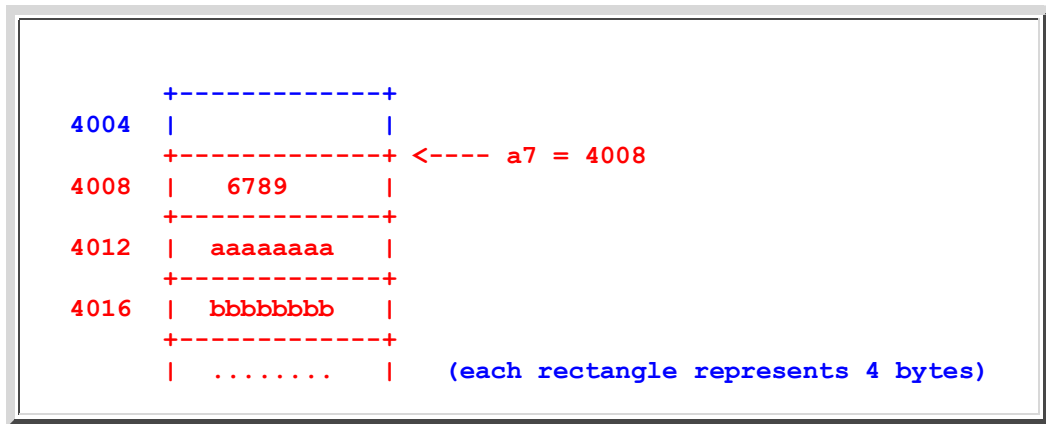 +-------------+
4004 | |
+-------------+ <---- a7 = 4008
4008 | 6789 |
+-------------+
4012 | aaaaaaaa |
+-------------+
4016 | bbbbbbbb |
+-------------+
| ........ | (each rectangle represents 4 bytes)